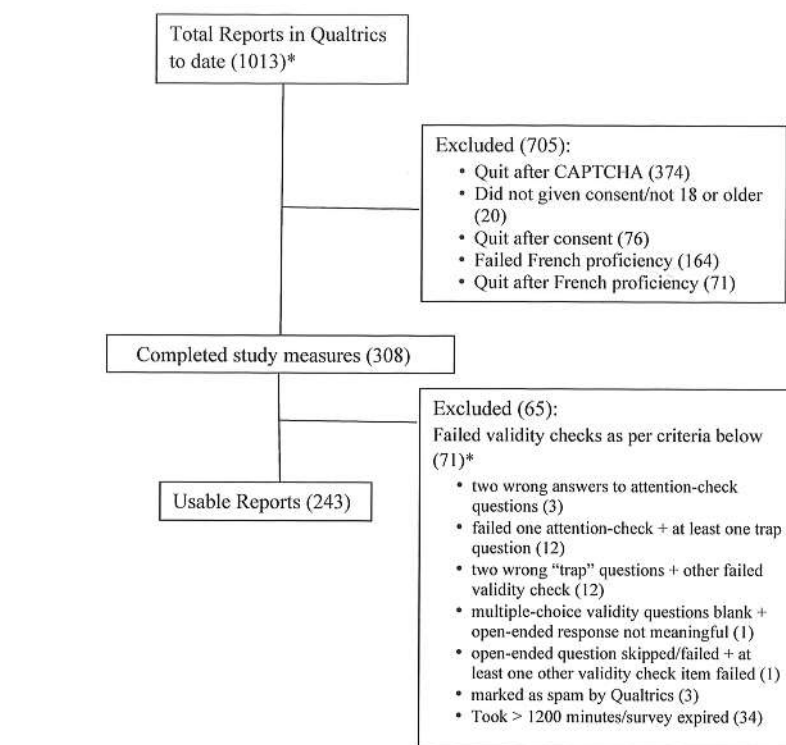 Total Reports in Qualtrics
to date (1013)*
Excluded (705):
• Quit after CAPTCHA (374)
• Did not given consent/not 18 or older
(20)
• Quit after consent (76)
• Failed French proficiency (164)
• Quit after French proficiency (71)
Completed study measures (308)
Excluded (65):
Failed validity checks as per criteria below
(71)*
• two wrong answers to attention-check
questions (3)
• failed one attention-check + at least one trap
question (12)
• two wrong “trap” questions + other failed
validity check (12)
• multiple-choice validity questions blank +
open-ended response not meaningful (1)
• open-ended question skipped/failed + at
least one other validity check item failed (1)
• marked as spam by Qualtrics (3)
• Took > 1200 minutes/survey expired (34)
Usable Reports (243)